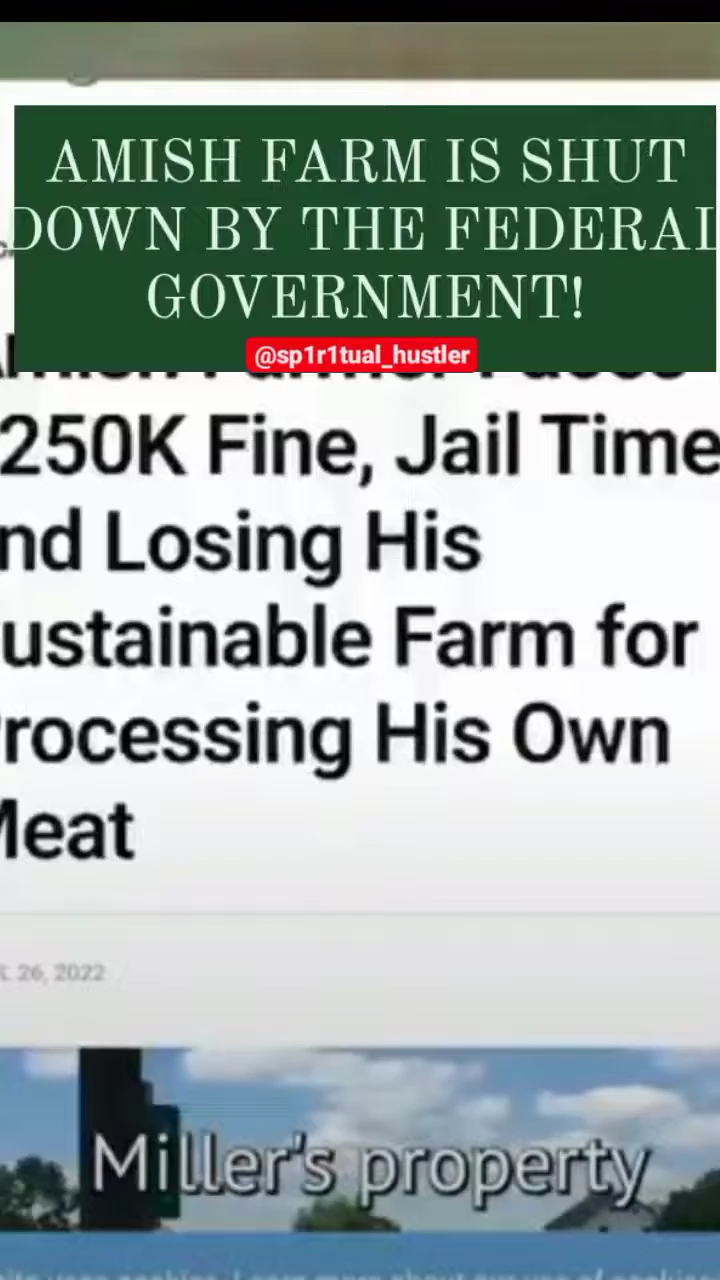 AMISH FARM IS SHUT
DOWN BY THE FEDERAL
GOVERNMENT!
@sp1r1tual_hustler
250K Fine, Jail Time
nd Losing His
ustainable Farm for
rocessing His Own
Meat
26, 2022
Miller's property